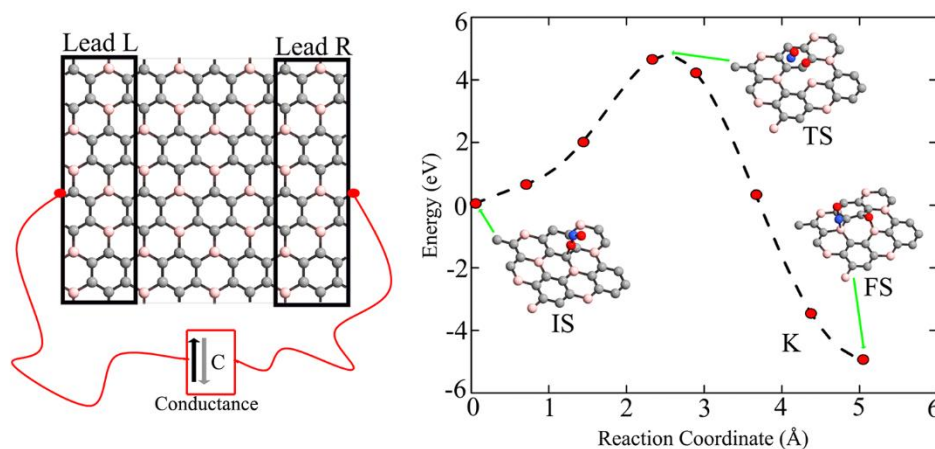 Lead L
Lead R
C
Conductance
6
4
2
0
-2
-4
-6
Energy (eV)
TS
IS
FS
K
0 1 2 3 4 5 6
Reaction Coordinate (Å)